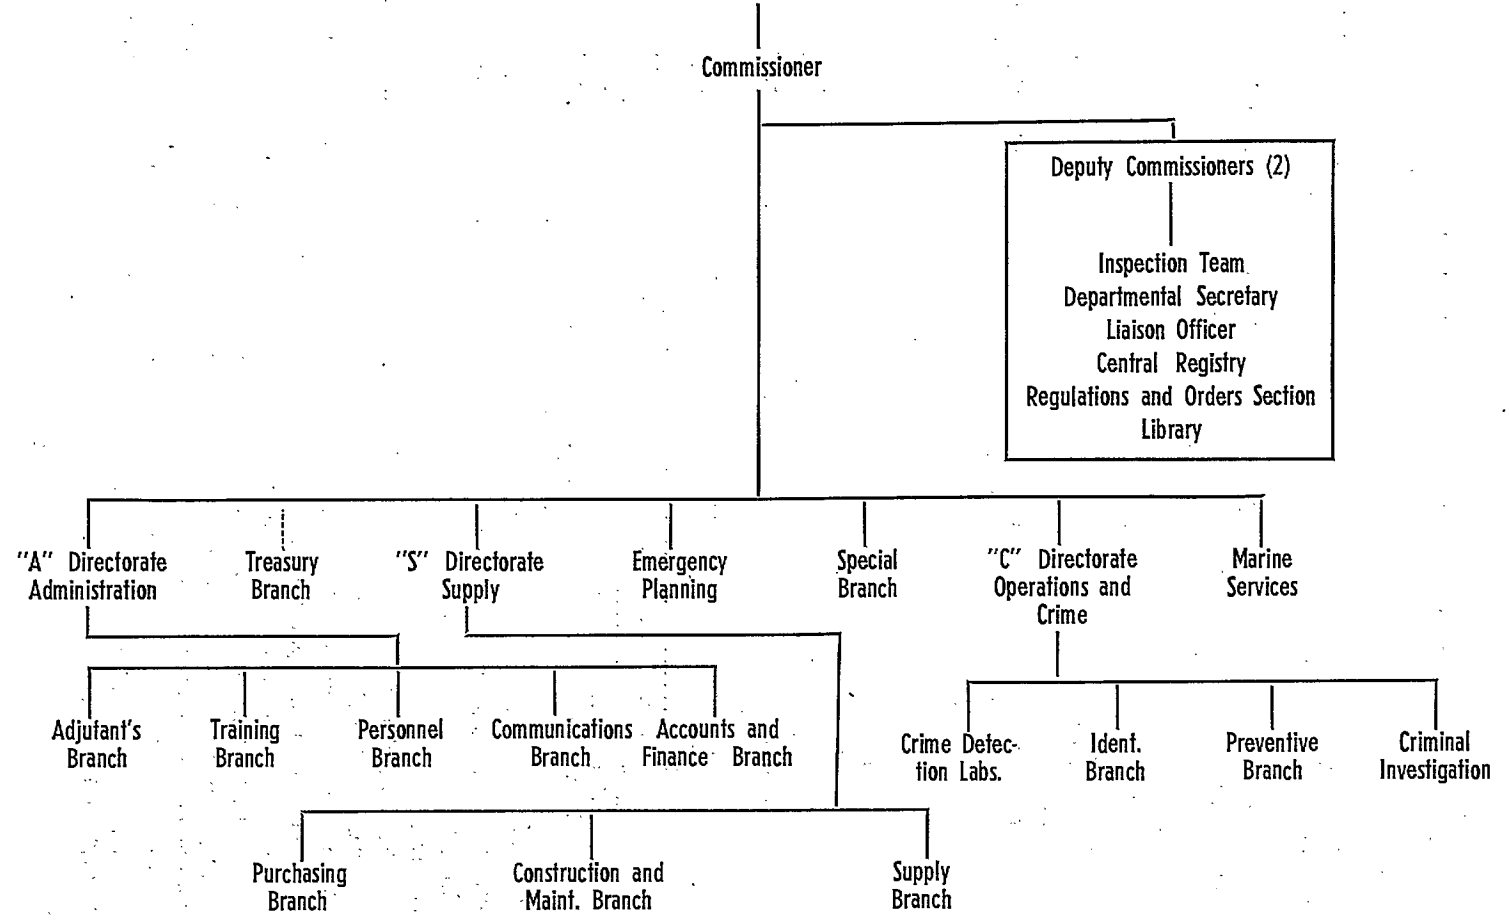 Commissioner
Deputy Commissioners (2)
Inspection Team
Departmental Secretary
Liaison Officer
Central Registry
Regulations and Orders Section
Library
"A" Directorate
Administration
Treasury
Branch
"S" Directorate
Supply
Emergency
Planning
Special
Branch
"C" Directorate
Operations and
Crime
Marine
Services
Adjutant's
Branch
Training
Branch
Personnel
Branch
Communications
Branch
Accounts and
Finance Branch
Crime Detec-
tion Labs.
Ident.
Branch
Preventive
Branch
Criminal
Investigation
Purchasing
Branch
Construction and
Maint. Branch
Supply
Branch